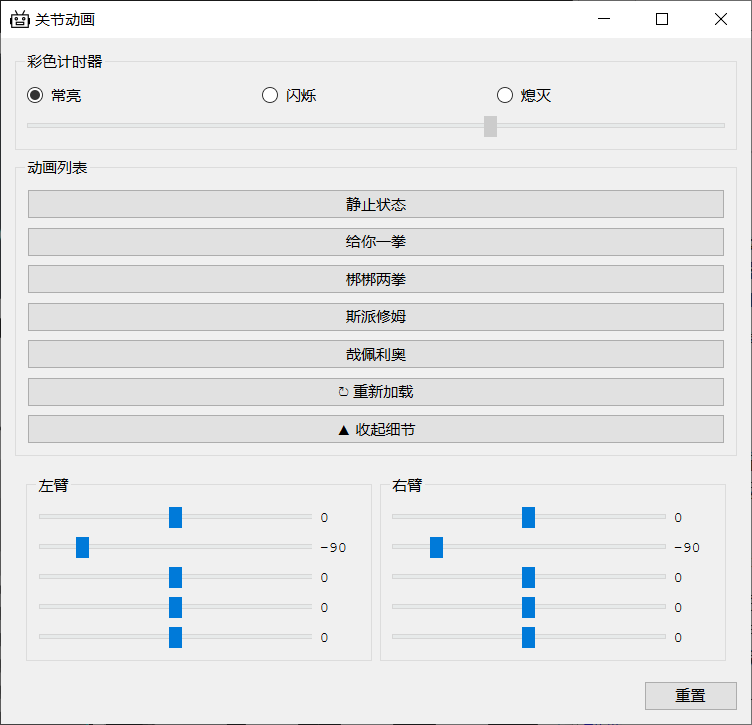 关节动画
彩色计时器
常亮 闪烁 熄灭
动画列表
静止状态
给你一拳
梆梆两拳
斯派修姆
哉佩利奥
↻ 重新加载
▲ 收起细节
左臂 右臂
0 0
-90 -90
0 0
0 0
0 0
重置